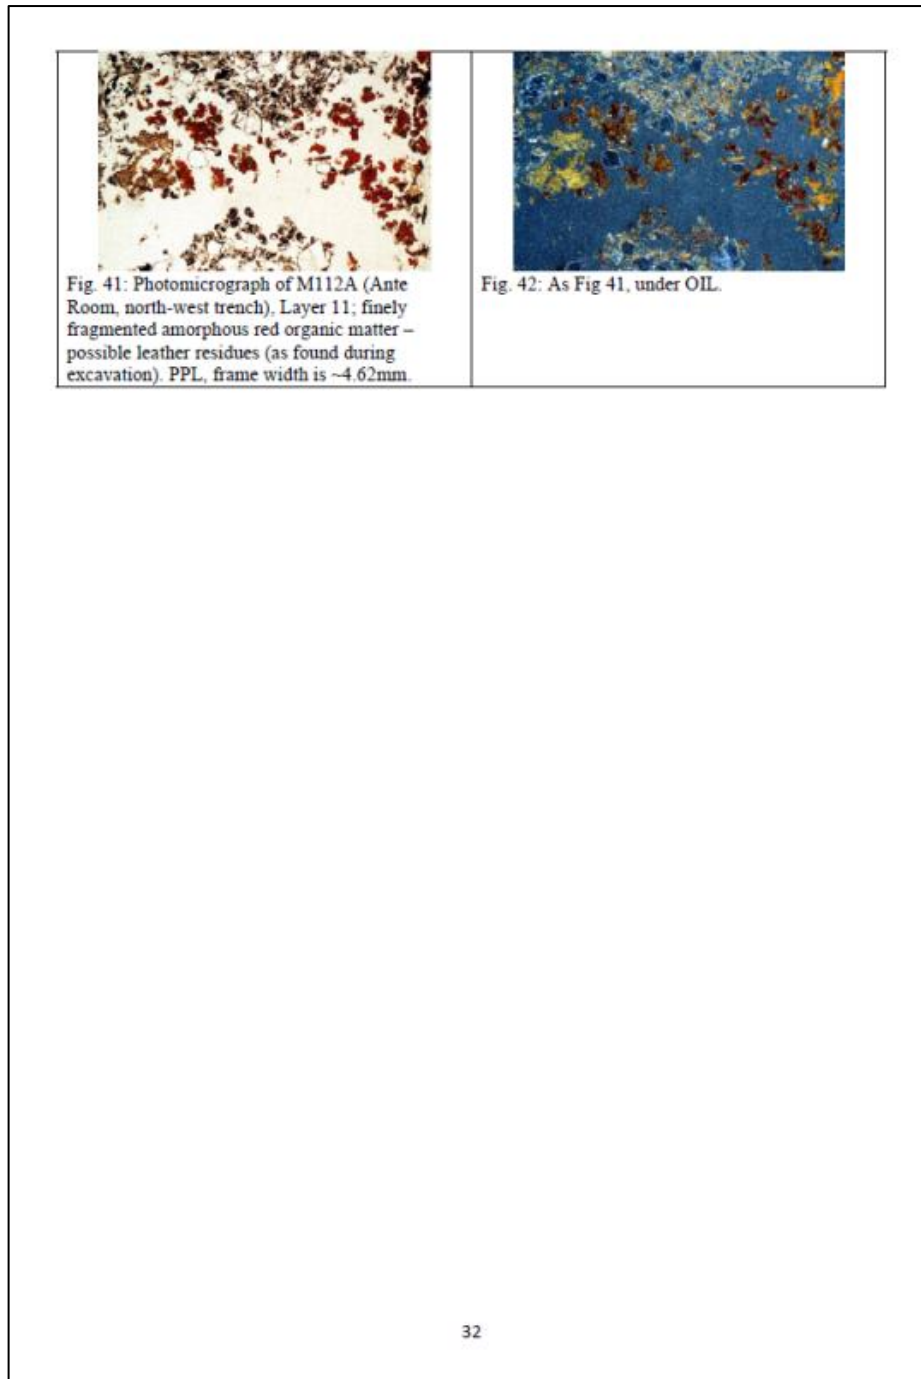 Fig. 41: Photomicrograph of M112A (Ante
Room, north-west trench), Layer 11; finely
fragmented amorphous red organic matter –
possible leather residues (as found during
excavation). PPL, frame width is ~4.62mm.
Fig. 42: As Fig 41, under OIL.
32